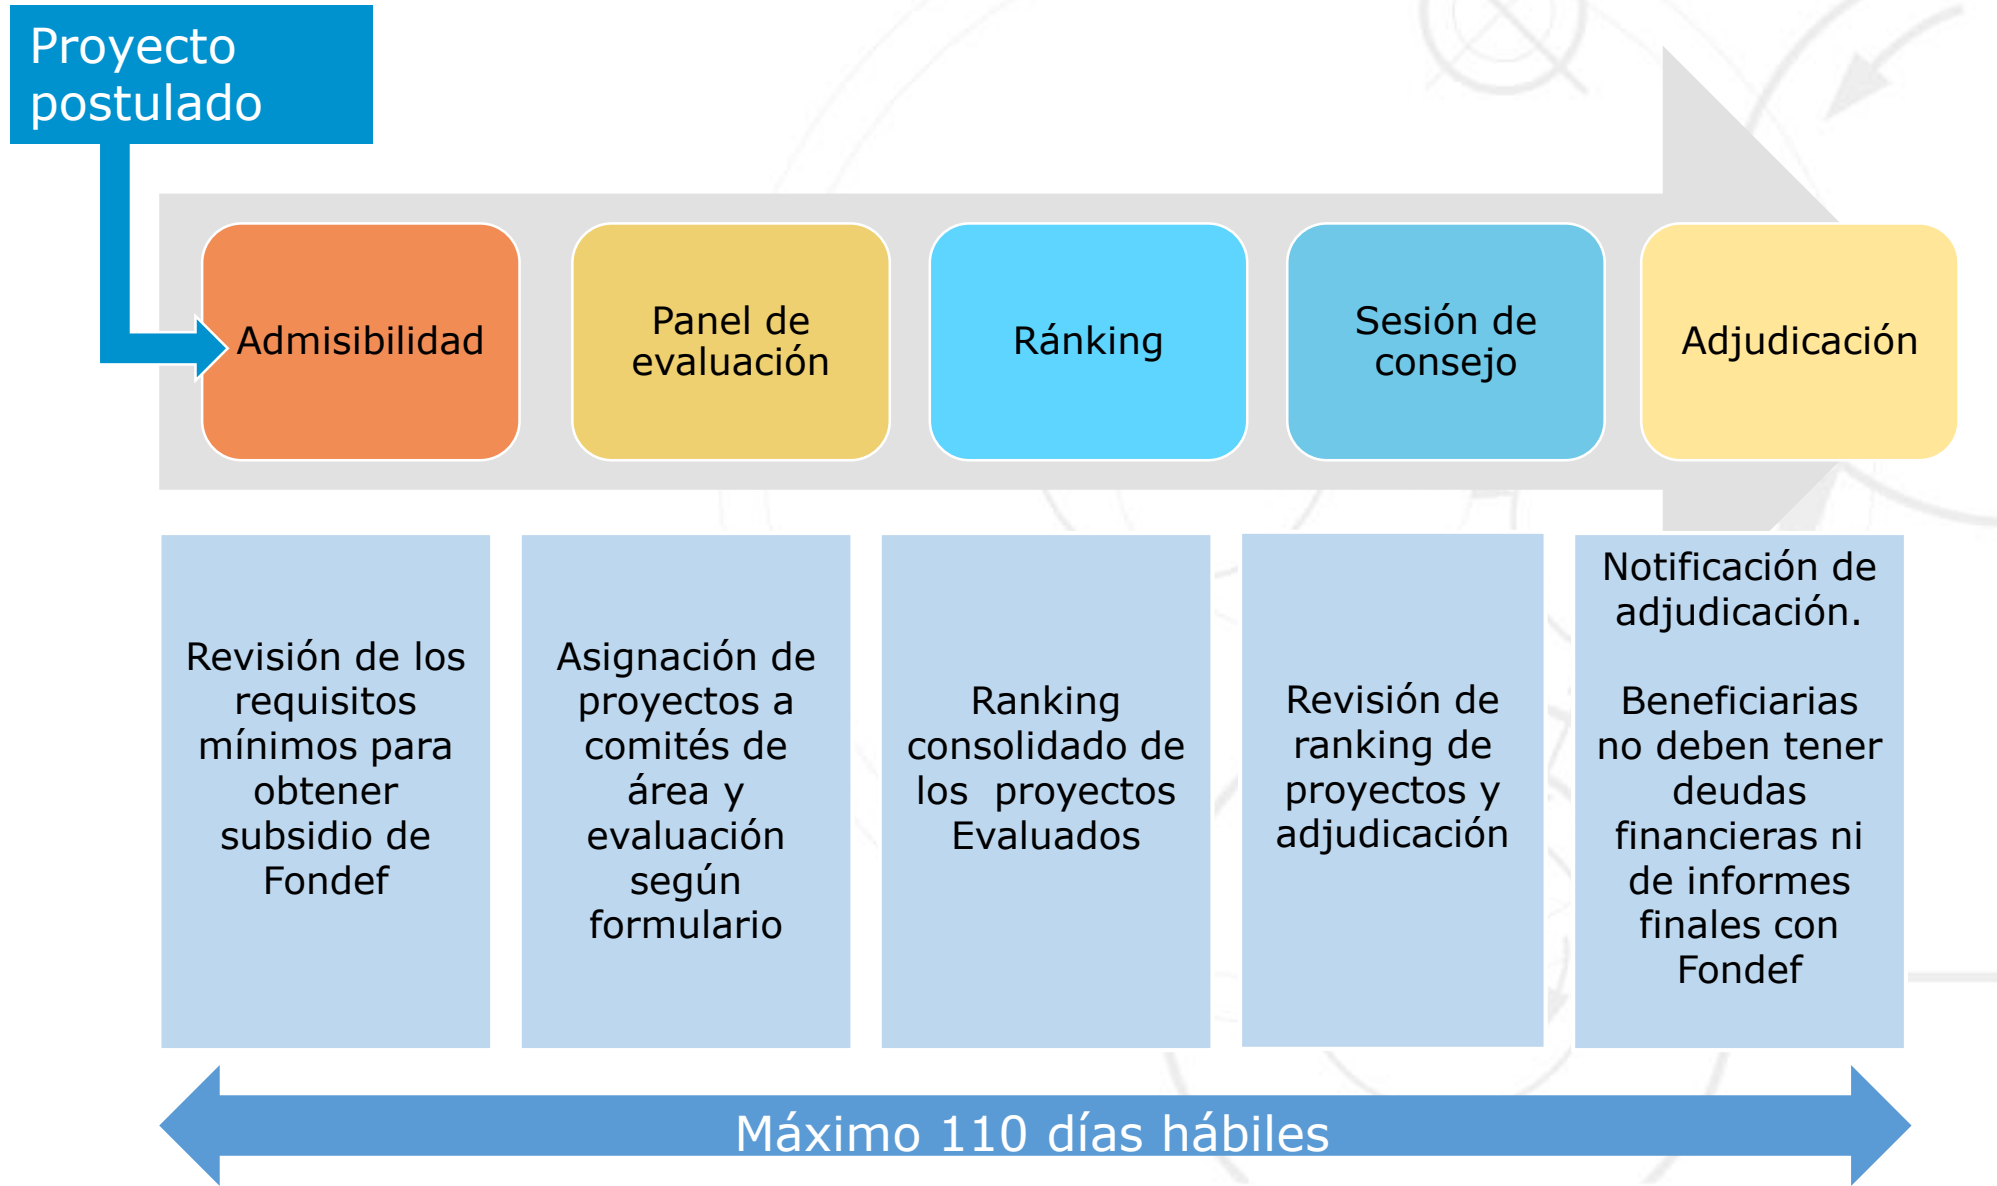 Proyecto
postulado
Admisibilidad
Panel de
evaluación
Ránking
Sesión de
consejo
Adjudicación
Revisión de los
requisitos
mínimos para
obtener
subsidio de
Fondef
Asignación de
proyectos a
comités de
área y
evaluación
según
formulario
Ranking
consolidado de
los proyectos
Evaluados
Revisión de
ranking de
proyectos y
adjudicación
Notificación de
adjudicación.
Beneficiarias
no deben tener
deudas
financieras ni
de informes
finales con
Fondef
Máximo 110 días hábiles